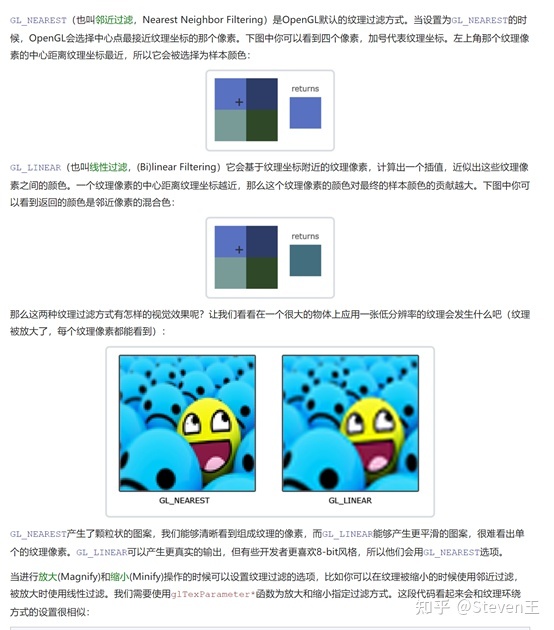 GL_NEAREST（也叫邻近过滤，Nearest Neighbor Filtering）是OpenGL默认的纹理过滤方式。当设置为GL_NEAREST的时
候，OpenGL会选择中心点最接近纹理坐标的那个像素。下图中你可以看到四个像素，加号代表纹理坐标。左上角那个纹理像
素的中心距离纹理坐标最近，所以它会被选择为样本颜色：
returns
GL_LINEAR（也叫线性过滤，(Bi)linear Filtering）它会基于纹理坐标附近的纹理像素，计算出一个插值，近似出这些纹理像
素之间的颜色。一个纹理像素的中心距离纹理坐标越近，那么这个纹理像素的颜色对最终的样本颜色的贡献越大。下图中你可
以看到返回的颜色是邻近像素的混合色：
returns
那么这两种纹理过滤方式有怎样的视觉效果呢？让我们看看在一个很大的物体上应用一张低分辨率的纹理会发生什么吧（纹理
被放大了，每个纹理像素都能看到）：
GL_NEAREST
GL_LINEAR
GL_NEAREST产生了颗粒状的图案，我们能够清晰看到组成纹理的像素，而GL_LINEAR能够产生更平滑的图案，很难看出单
个的纹理像素。GL_LINEAR可以产生更真实的输出，但有些开发者更喜欢8-bit风格，所以他们会用GL_NEAREST选项。
当进行放大(Magnify)和缩小(Minify)操作的时候可以设置纹理过滤的选项，比如你可以在纹理被缩小的时候使用邻近过滤，
被放大时使用线性过滤。我们需要使用glTexParameter*函数为放大和缩小指定过滤方式。这段代码看起来会和纹理环绕
方式的设置很相似：
知乎 @Steven王